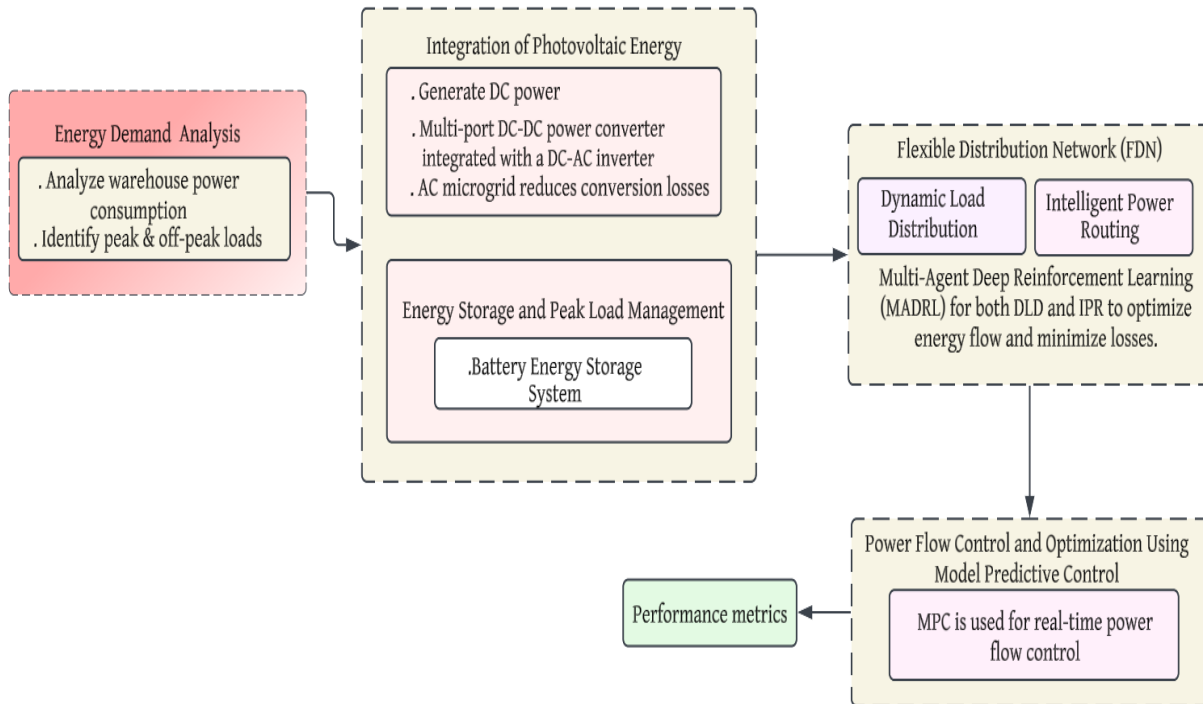 Energy Demand Analysis
. Analyze warehouse power
consumption
. Identify peak & off-peak loads
Integration of Photovoltaic Energy
. Generate DC power
. Multi-port DC-DC power converter
integrated with a DC-AC inverter
. AC microgrid reduces conversion losses
Energy Storage and Peak Load Management
.Battery Energy Storage
System
Flexible Distribution Network (FDN)
Dynamic Load
Distribution
Intelligent Power
Routing
Multi-Agent Deep Reinforcement Learning
(MADRL) for both DLD and IPR to optimize
energy flow and minimize losses.
Power Flow Control and Optimization Using
Model Predictive Control
MPC is used for real-time power
flow control
Performance metrics